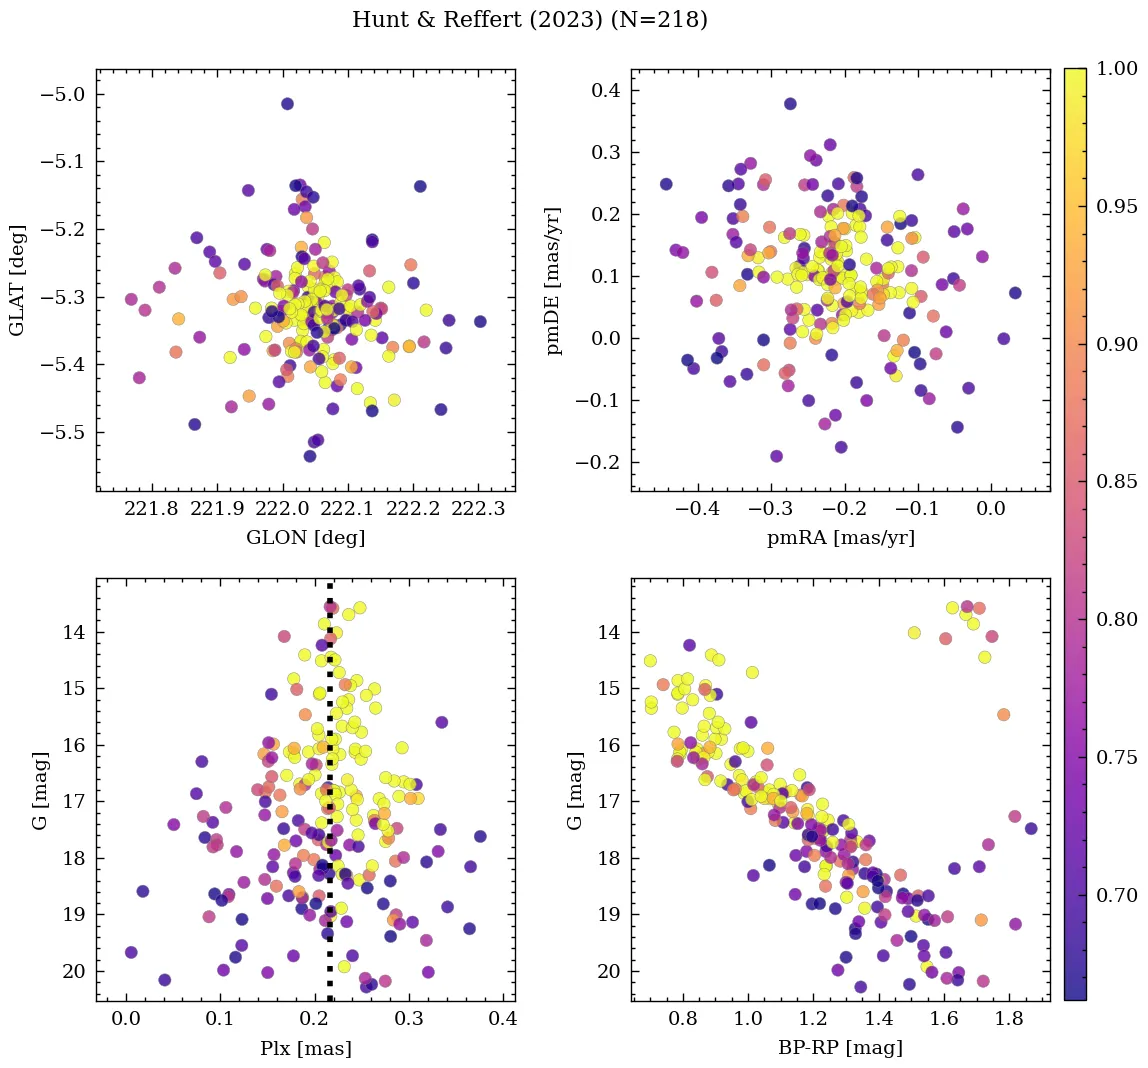 Hunt & Reffert (2023) (N=218)
−5.0
−5.1
−5.2
−5.3
−5.4
−5.5
GLAT [deg]
221.8 221.9 222.0 222.1 222.2 222.3
GLON [deg]
0.4
0.3
0.2
0.1
0.0
−0.1
−0.2
pmDE [mas/yr]
−0.4 −0.3 −0.2 −0.1 0.0
pmRA [mas/yr]
1.00
0.95
0.90
0.85
0.80
0.75
0.70
14
15
16
17
18
19
20
G [mag]
0.0 0.1 0.2 0.3 0.4
Plx [mas]
14
15
16
17
18
19
20
G [mag]
0.8 1.0 1.2 1.4 1.6 1.8
BP-RP [mag]